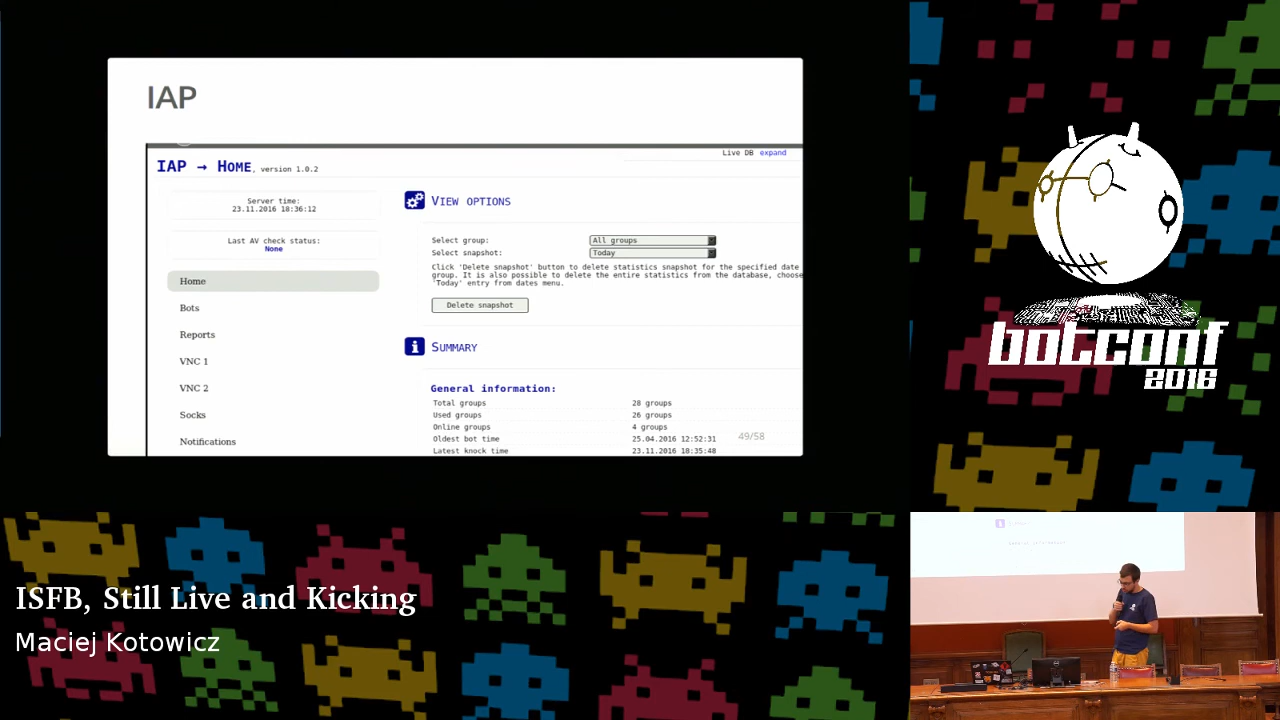 IAP
IAP → HOME, version 1.0.2
Live DB expand
Server time:
23.11.2016 18:36:12
Last AV check status:
None
Home
Bots
Reports
VNC 1
VNC 2
Socks
Notifications
VIEW OPTIONS
Select group: All groups
Select snapshot: Today
Click 'Delete snapshot' button to delete statistics snapshot for the specified date
group. It is also possible to delete the entire statistics from the database, choose
'Today' entry from dates menu.
Delete snapshot
SUMMARY
General information:
Total groups 28 groups
Used groups 26 groups
Online groups 4 groups
Oldest bot time 25.04.2016 12:52:31
Latest knock time 23.11.2016 18:35:48
49/58
botconf
2016
ISFB, Still Live and Kicking
Maciej Kotowicz